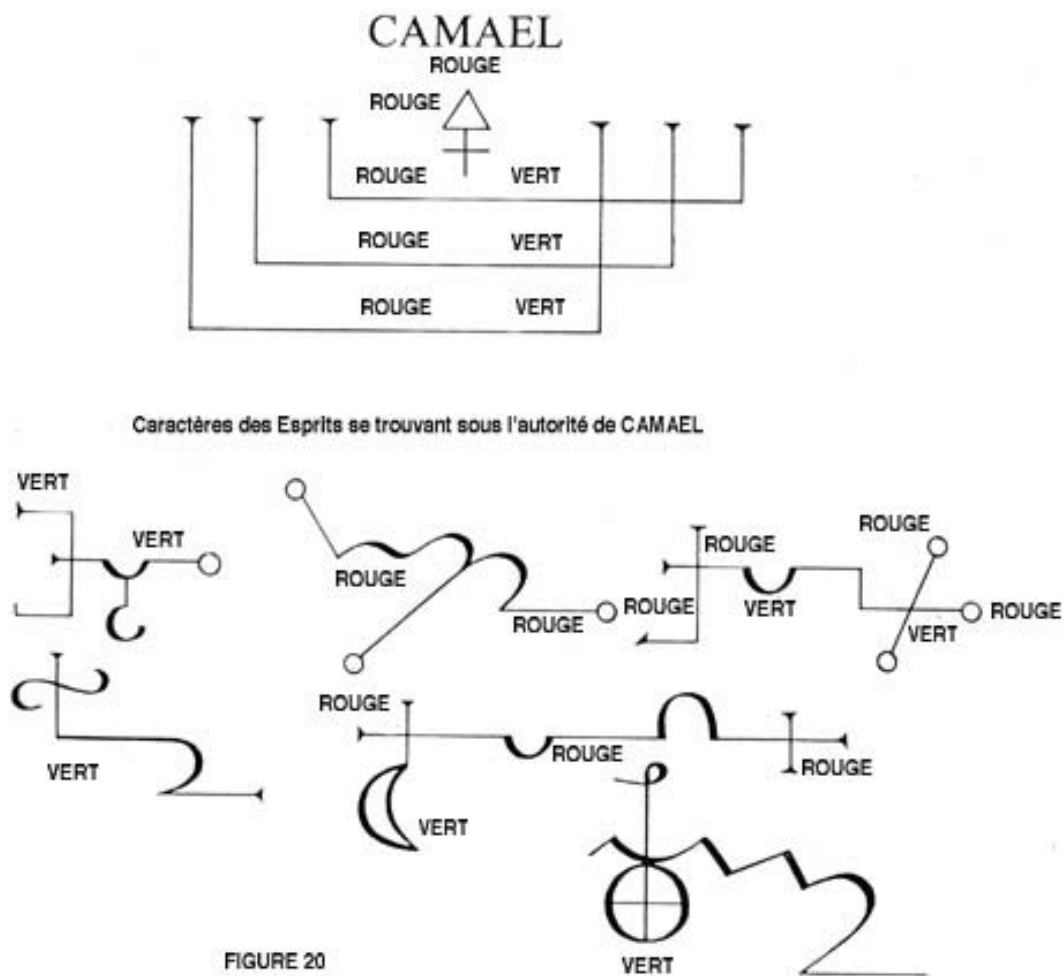 CAMAEL
ROUGE
ROUGE
ROUGE VERT
ROUGE VERT
ROUGE VERT
Caractères des Esprits se trouvant sous l'autorité de CAMAEL
VERT
VERT
ROUGE
ROUGE
ROUGE
ROUGE
ROUGE
VERT
VERT
ROUGE
VERT
ROUGE
ROUGE
ROUGE
VERT
VERT
FIGURE 20